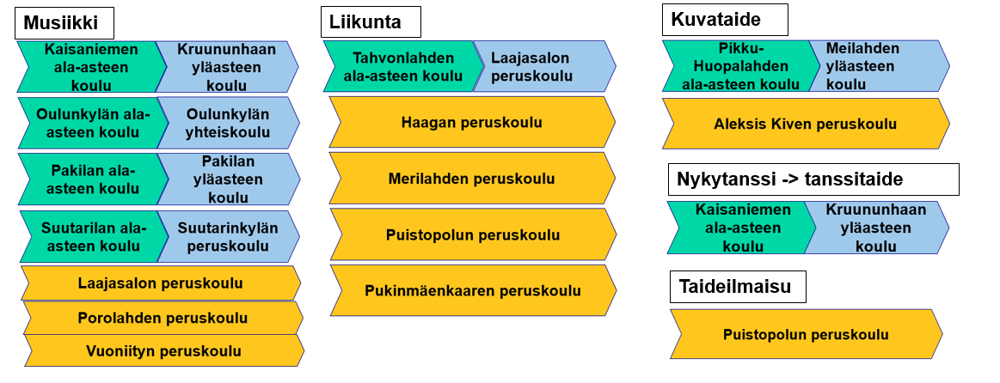 Musiikki
Kaisaniemen
ala-asteen
koulu
Kruununhaan
yläasteen
koulu
Oulunkylän ala-
asteen koulu
Oulunkylän
yhteiskoulu
Pakilan ala-
asteen koulu
Pakilan
yläasteen
koulu
Suutarilan ala-
asteen koulu
Suutarinkylän
peruskoulu
Laajasalon peruskoulu
Porolahden peruskoulu
Vuoniityn peruskoulu
Liikunta
Tahvonlahden
ala-asteen koulu
Laajasalon
peruskoulu
Haagan peruskoulu
Merilahden peruskoulu
Puistopolun peruskoulu
Pukinmäenkaaren peruskoulu
Kuvataide
Pikku-
Huopalahden
ala-asteen koulu
Meilahden
yläasteen
koulu
Aleksis Kiven peruskoulu
Nykytanssi -> tanssitaide
Kaisaniemen
ala-asteen
koulu
Kruununhaan
yläasteen
koulu
Taideilmaisu
Puistopolun peruskoulu